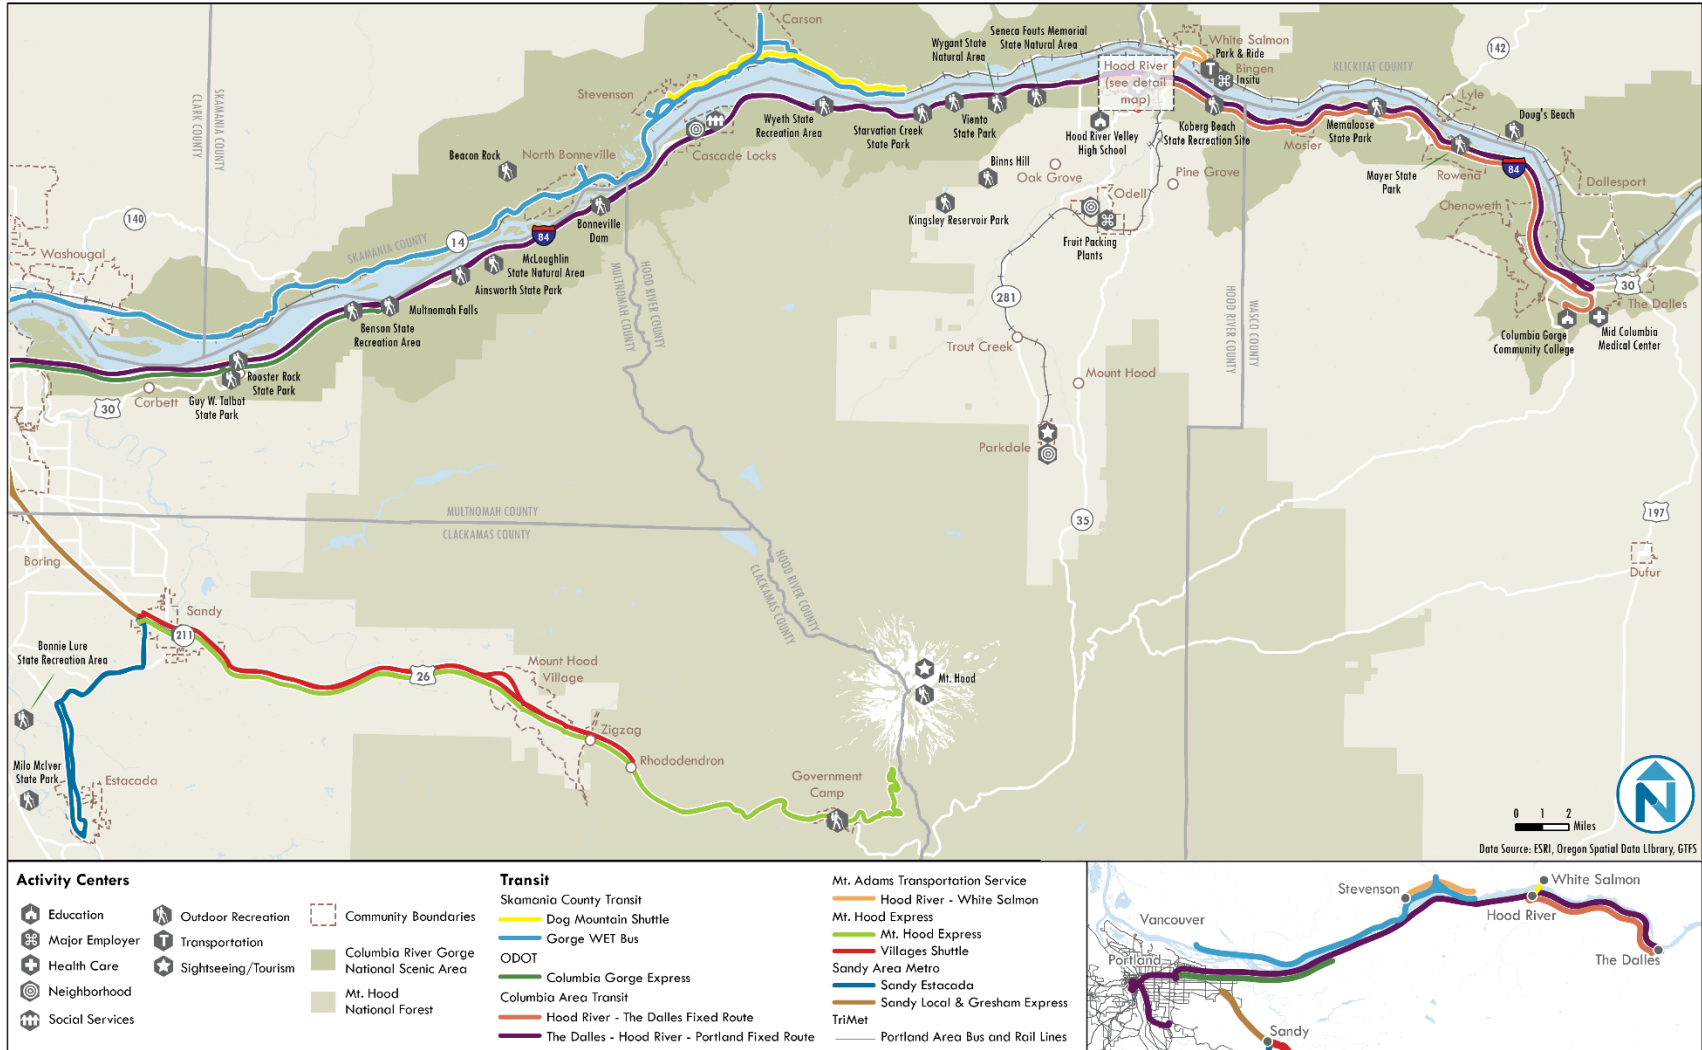 Carson
White Salmon
Park & Ride
Bingen
Insitu
Seneca Fouts Memorial
State Natural Area
Wygant State
Natural Area
142
KLICKITAT COUNTY
Hood River
(see detail
map)
SKAMANIA COUNTY
CLARK COUNTY
Stevenson
Lyle
Doug's Beach
Wyeth State
Recreation Area
Starvation Creek
State Park
Viento
State Park
Hood River Velley
High School
Koberg Beach
State Recreation Site
Mosier
Memaloose
State Park
Cascade Locks
Beacon Rock
North Bonneville
Binns Hill
Oak Grove
Pine Grove
Odell
Mayer State
Park
Rowena
84
Dallesport
Chenoweth
Kingsley Reservoir Park
Fruit Packing
Plants
140
14
SKAMANIA COUNTY
84
Bonneville
Dam
McLoughlin
State Natural Area
Ainsworth State Park
Washougal
Multnomah Falls
Benson State
Recreation Area
HOOD RIVER COUNTY
MULTNOMAH COUNTY
281
HOOD RIVER COUNTY
WASCO COUNTY
30
The Dalles
Columbia Gorge
Community College
Mid Columbia
Medical Center
Trout Creek
Mount Hood
Rooster Rock
State Park
Guy W. Talbot
State Park
Corbett
30
Parkdale
35
197
Dufur
MULTNOMAH COUNTY
CLACKAMAS COUNTY
HOOD RIVER COUNTY
CLACKAMAS COUNTY
Boring
Sandy
211
Bonnie Lure
State Recreation Area
26
Mount Hood
Village
Zigzag
Rhododendron
Mt. Hood
Government
Camp
Milo McIver
State Park
Estacada
N
0 1 2
Miles
Data Source: ESRI, Oregon Spatial Data LIbrary, GTFS
Activity Centers
Education
Major Employer
Health Care
Neighborhood
Social Services
Outdoor Recreation
Transportation
Sightseeing/Tourism
Community Boundaries
Columbia River Gorge
National Scenic Area
Mt. Hood
National Forest
Transit
Skamania County Transit
Dog Mountain Shuttle
Gorge WET Bus
ODOT
Columbia Gorge Express
Columbia Area Transit
Hood River - The Dalles Fixed Route
The Dalles - Hood River - Portland Fixed Route
Mt. Adams Transportation Service
Hood River - White Salmon
Mt. Hood Express
Mt. Hood Express
Villages Shuttle
Sandy Area Metro
Sandy Estacada
Sandy Local & Gresham Express
TriMet
Portland Area Bus and Rail Lines
Stevenson
White Salmon
Hood River
Vancouver
Portland
The Dalles
Sandy